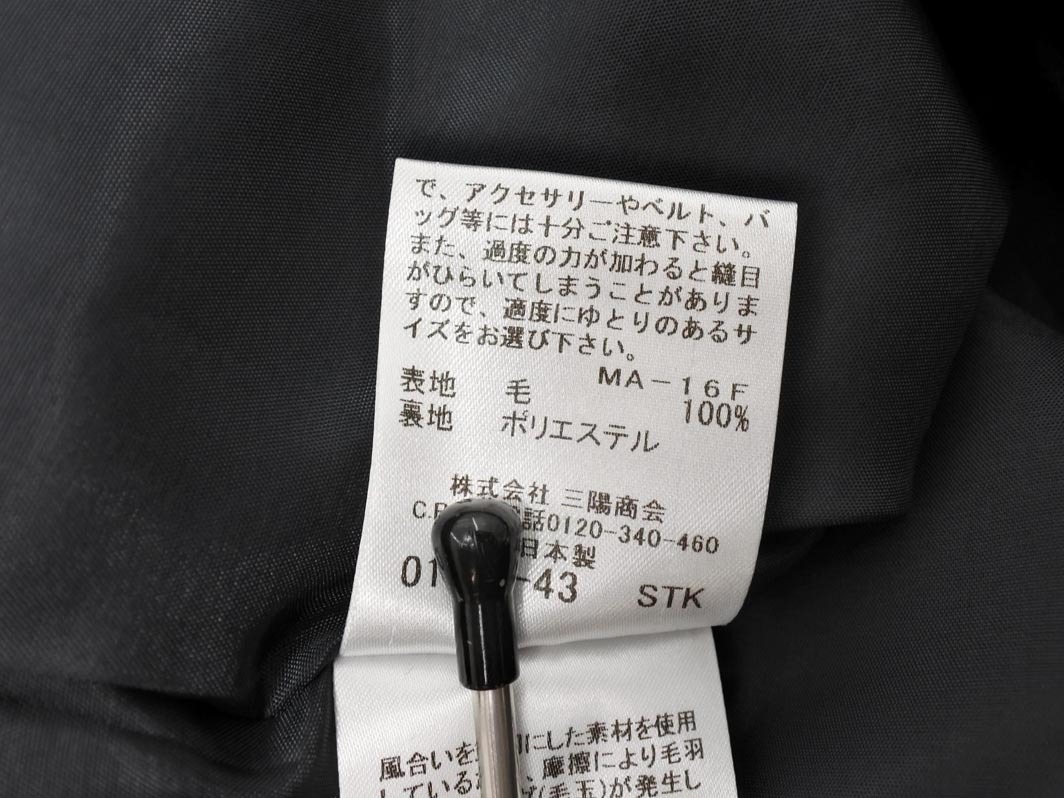 で、アクセサリーやベルト、バ
ッグ等には十分ご注意下さい。
また、過度の力が加わると縫目
がひらいてしまうことがありま
すので、適度にゆとりのあるサ
イズをお選び下さい。
MA-16F
表地 毛 100%
裏地 ポリエステル
株式会社 三陽商会
話0120-340-460
日本製
-43 STK
風合いを にした素材を使用
している 、摩擦により毛羽
(毛玉)が発生し